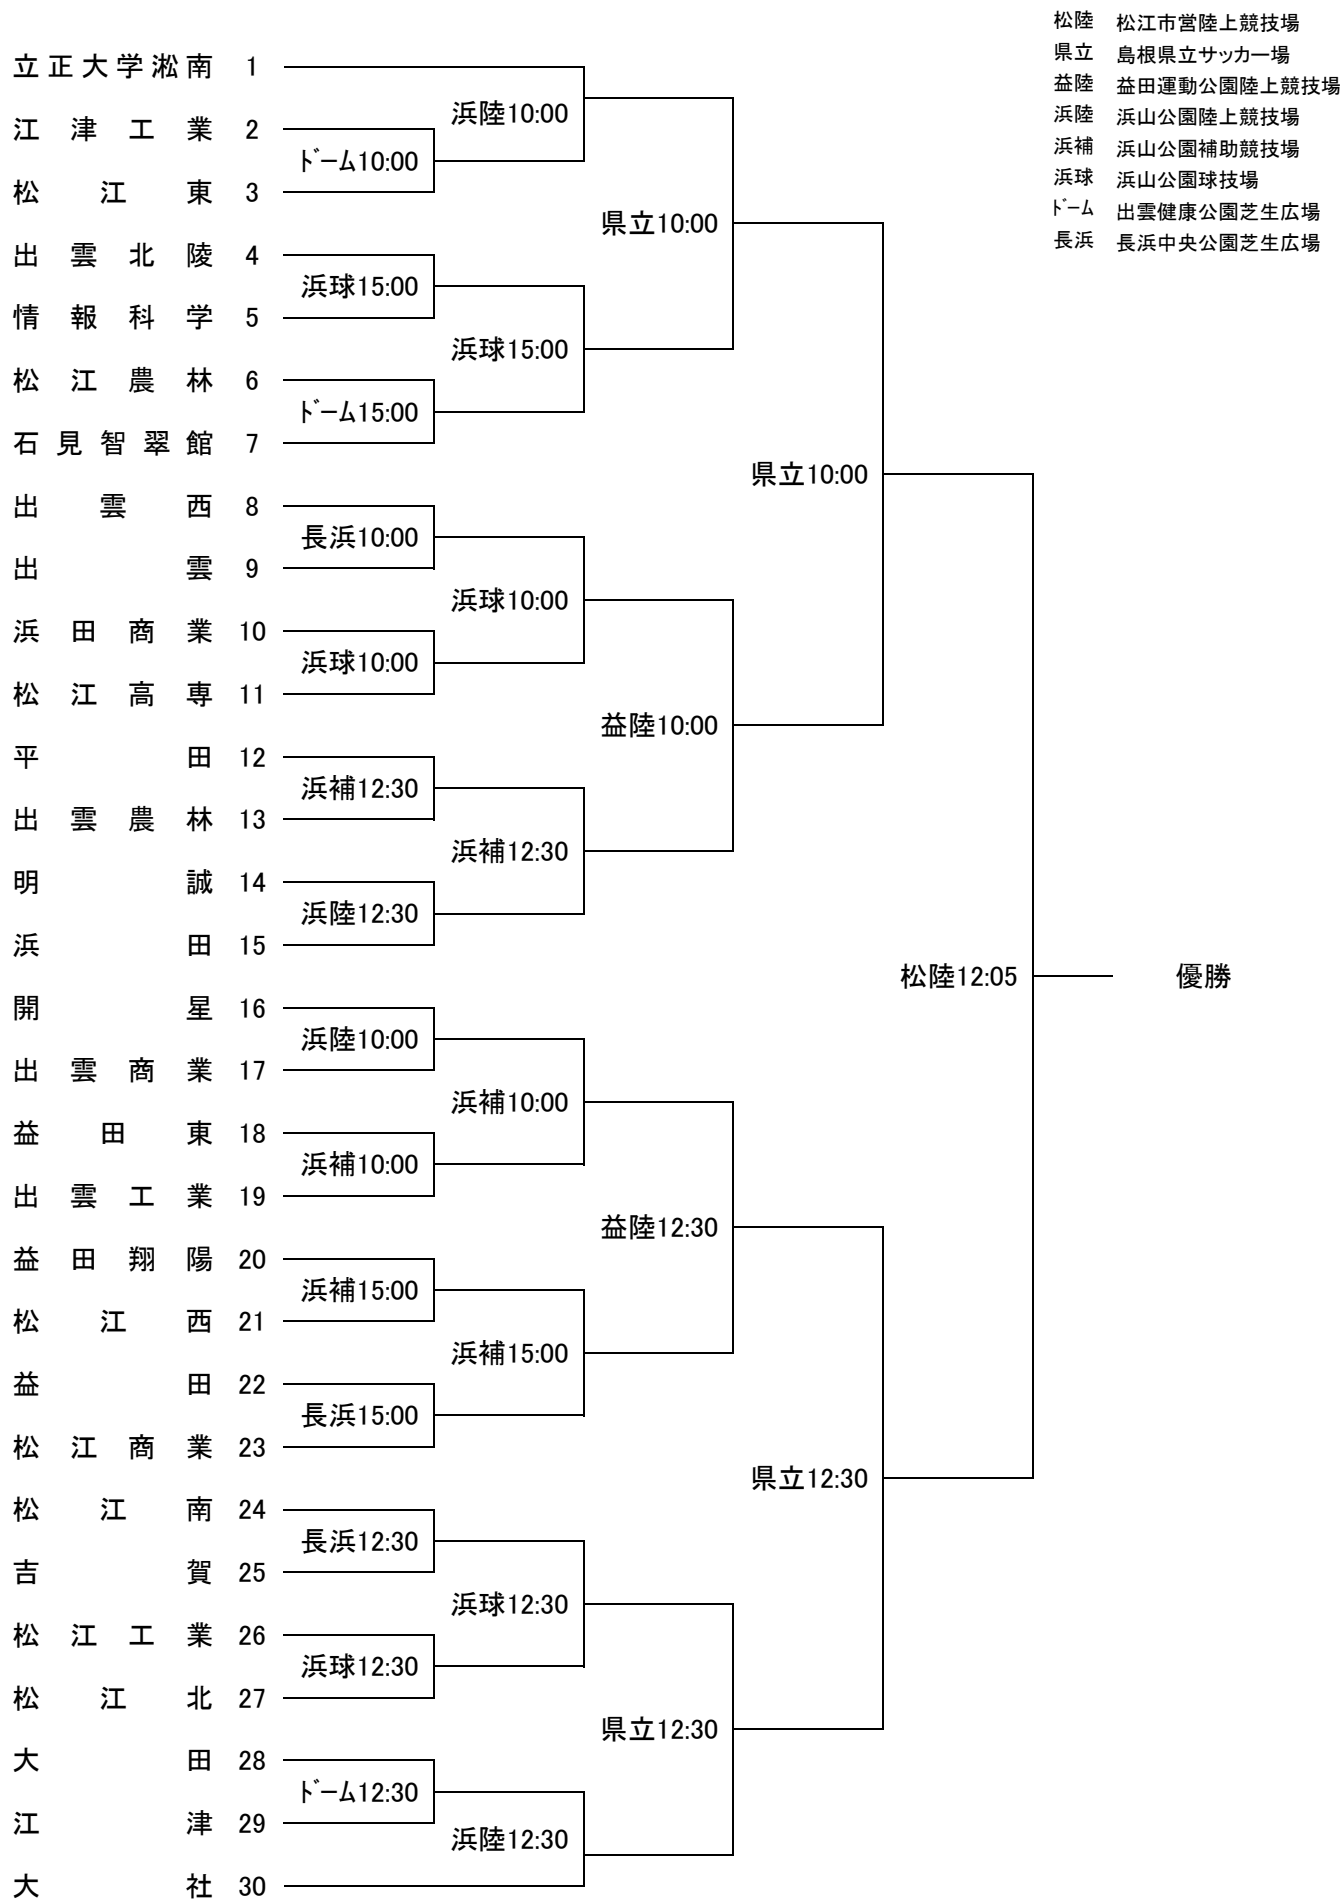 松陸 松江市営陸上競技場
県立 島根県立サッカー場
益陸 益田運動公園陸上競技場
浜陸 浜山公園陸上競技場
浜補 浜山公園補助競技場
浜球 浜山公園球技場
ﾄﾞｰﾑ 出雲健康公園芝生広場
長浜 長浜中央公園芝生広場
立正大学淞南 1
浜陸10:00
江津工業 2
ﾄﾞｰﾑ10:00
松江東 3
県立10:00
出雲北陵 4
浜球15:00
情報科学 5
浜球15:00
松江農林 6
ﾄﾞｰﾑ15:00
石見智翠館 7
県立10:00
出雲西 8
長浜10:00
出雲 9
浜球10:00
浜田商業 10
浜球10:00
松江高専 11
益陸10:00
平田 12
浜補12:30
出雲農林 13
浜補12:30
明誠 14
浜陸12:30
浜田 15
松陸12:05 優勝
開星 16
浜陸10:00
出雲商業 17
浜補10:00
益田東 18
浜補10:00
出雲工業 19
益陸12:30
益田翔陽 20
浜補15:00
松江西 21
浜補15:00
益田 22
長浜15:00
松江商業 23
県立12:30
松江南 24
長浜12:30
吉賀 25
浜球12:30
松江工業 26
浜球12:30
松江北 27
県立12:30
大田 28
ﾄﾞｰﾑ12:30
江津 29
浜陸12:30
大社 30